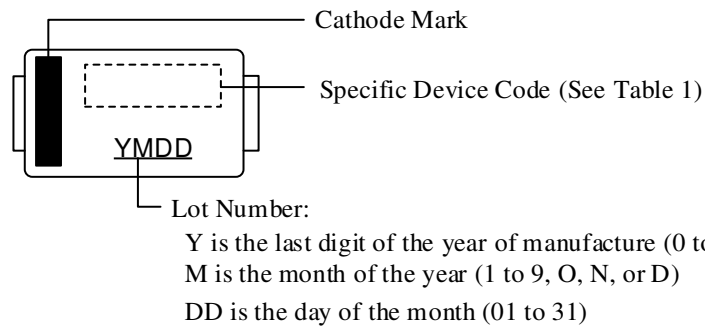 Cathode Mark
Specific Device Code (See Table 1)
YMDD
Lot Number:
Y is the last digit of the year of manufacture (0 to
M is the month of the year (1 to 9, O, N, or D)
DD is the day of the month (01 to 31)